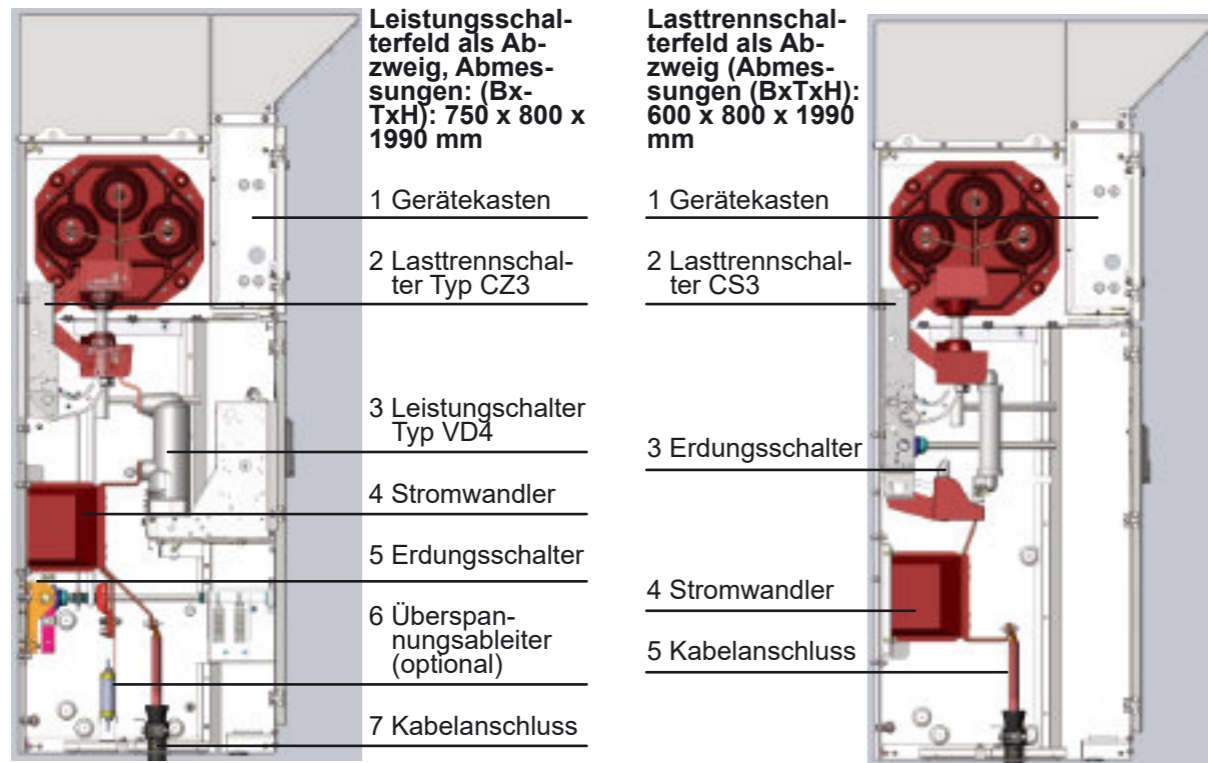 Leistungsschal-
terfeld als Ab-
zweig, Abmes-
sungen: (Bx-
TxH): 750 x 800 x
1990 mm
1 Gerätekasten
2 Lasttrennschal-
ter Typ CZ3
3 Leistungschalter
Typ VD4
4 Stromwandler
5 Erdungsschalter
6 Überspan-
nungsableiter
(optional)
7 Kabelanschluss
Lasttrennschal-
terfeld als Ab-
zweig (Abmes-
sungen (BxTxH):
600 x 800 x 1990
mm
1 Gerätekasten
2 Lasttrennschal-
ter CS3
3 Erdungsschalter
4 Stromwandler
5 Kabelanschluss